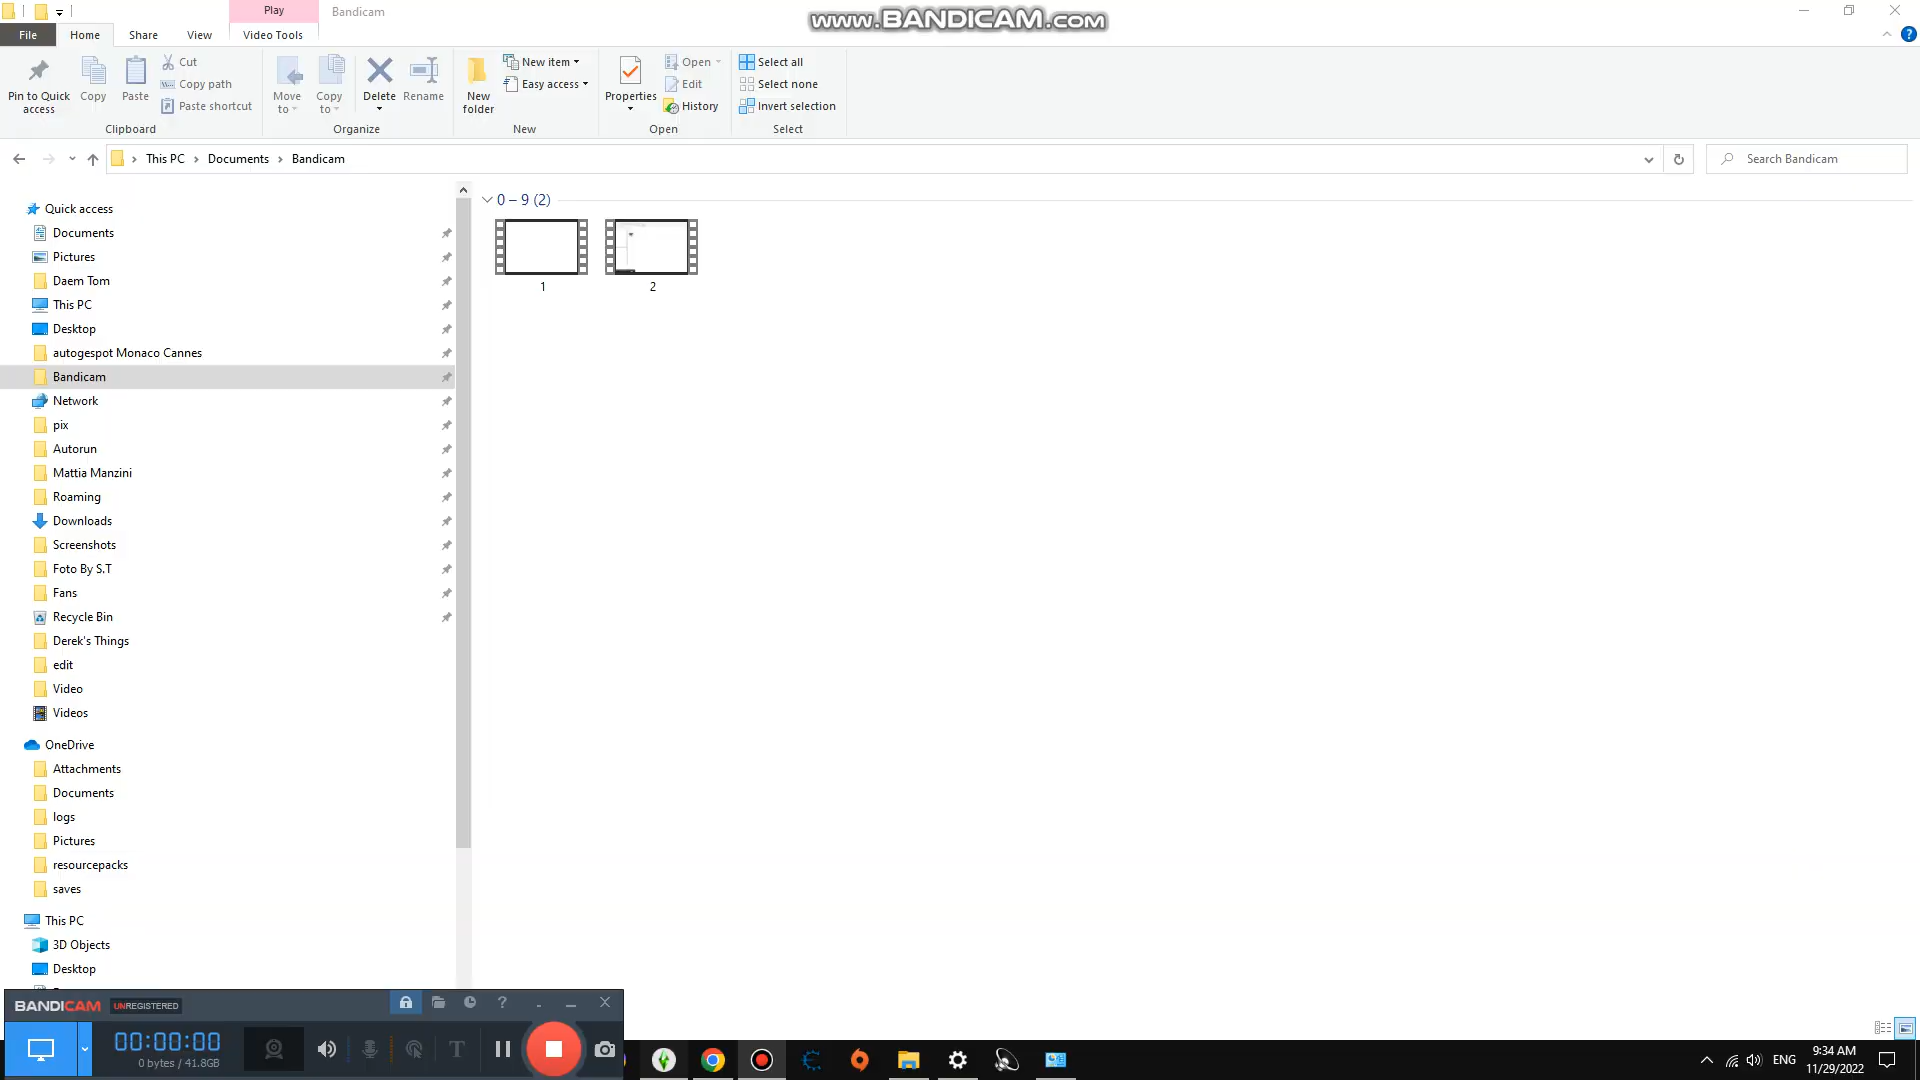 Play
Bandicam
www.BANDICAM.com
File
Home
Share
View
Video Tools
Pin to Quick
access
Copy
Paste
Cut
Copy path
Paste shortcut
Clipboard
Move
to
Copy
to
Delete
Rename
Organize
New
folder
New item
Easy access
New
Properties
Open
Edit
History
Open
Select all
Select none
Invert selection
Select
This PC
Documents
Bandicam
Search Bandicam
Quick access
Documents
Pictures
Daem Tom
This PC
Desktop
autogespot Monaco Cannes
Bandicam
Network
pix
Autorun
Mattia Manzini
Roaming
Downloads
Screenshots
Foto By S.T
Fans
Recycle Bin
Derek's Things
edit
Video
Videos
OneDrive
Attachments
Documents
logs
Pictures
resourcepacks
saves
This PC
3D Objects
Desktop
0 – 9 (2)
1
2
BANDICAM
UNREGISTERED
?
00:00:00
0 bytes / 41.8GB
T
ENG
9:34 AM
11/29/2022